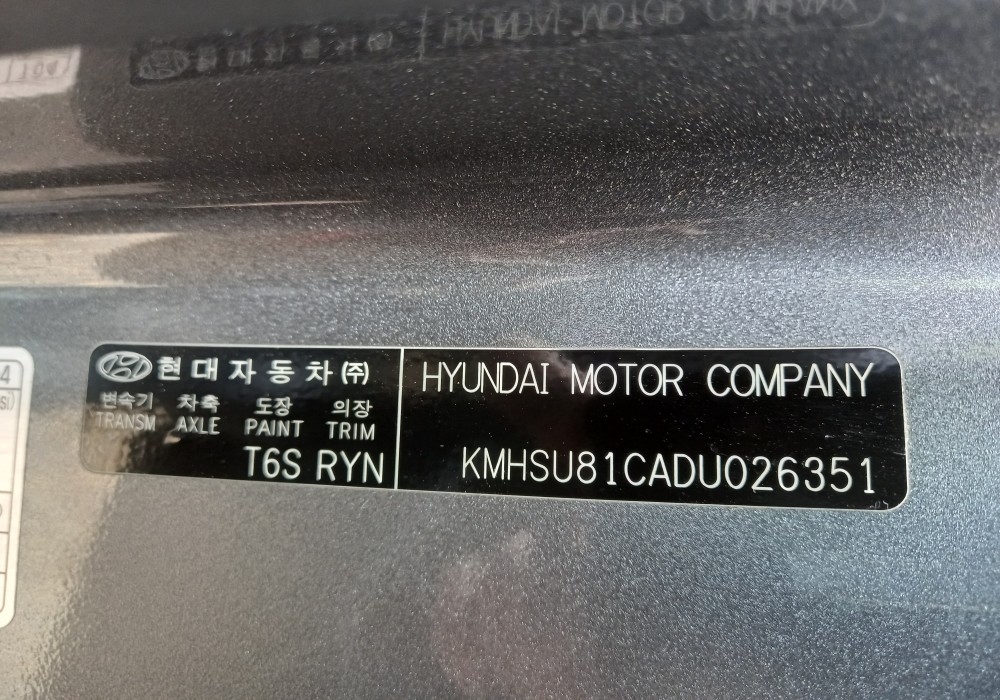 현대자동차(주)
변속기 차축 도장 의장
TRANSM AXLE PAINT TRIM
T6S RYN
HYUNDAI MOTOR COMPANY
KMHSU81CADU026351
4